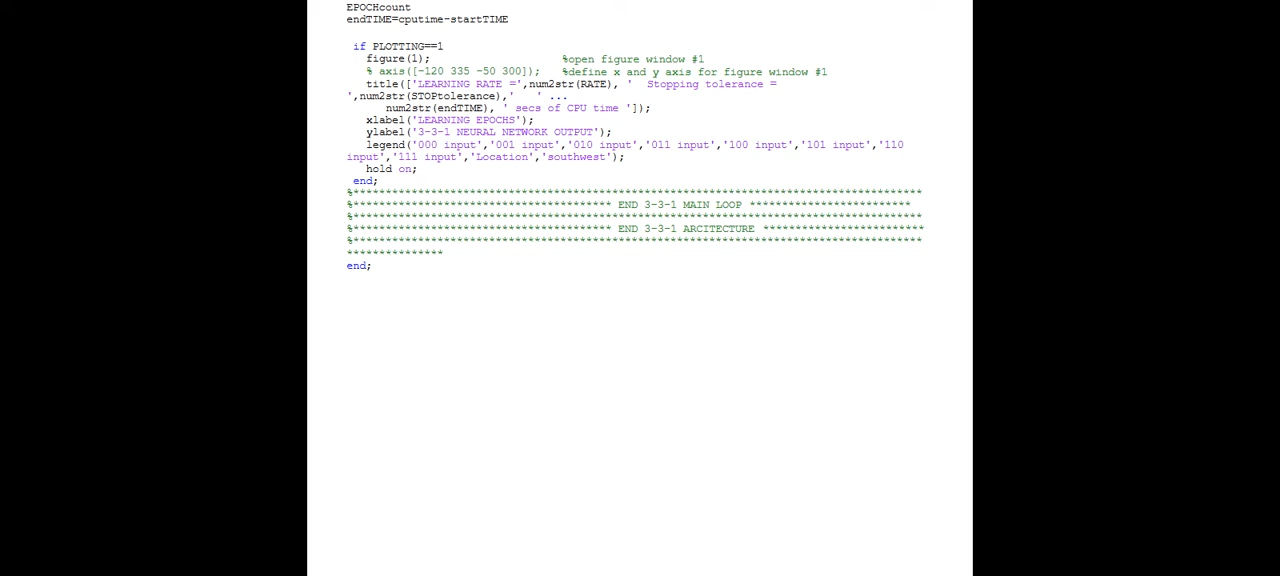 EPOCHcount
endTIME=cputime-startTIME
if PLOTTING==1
figure(1); %open figure window #1
% axis([-120 335 -50 300]); %define x and y axis for figure window #1
title(['LEARNING RATE =',num2str(RATE), ' Stopping tolerance =
',num2str(STOPtolerance),' ' ...
num2str(endTIME), ' secs of CPU time ']);
xlabel('LEARNING EPOCHS');
ylabel('3-3-1 NEURAL NETWORK OUTPUT');
legend('000 input','001 input','010 input','011 input','100 input','101 input','110
input','111 input','Location','southwest');
hold on;
end;
%*****************************************************************************************
%***************************************** END 3-3-1 MAIN LOOP *************************
%*****************************************************************************************
%***************************************** END 3-3-1 ARCITECTURE *************************
%*****************************************************************************************
***************
end;